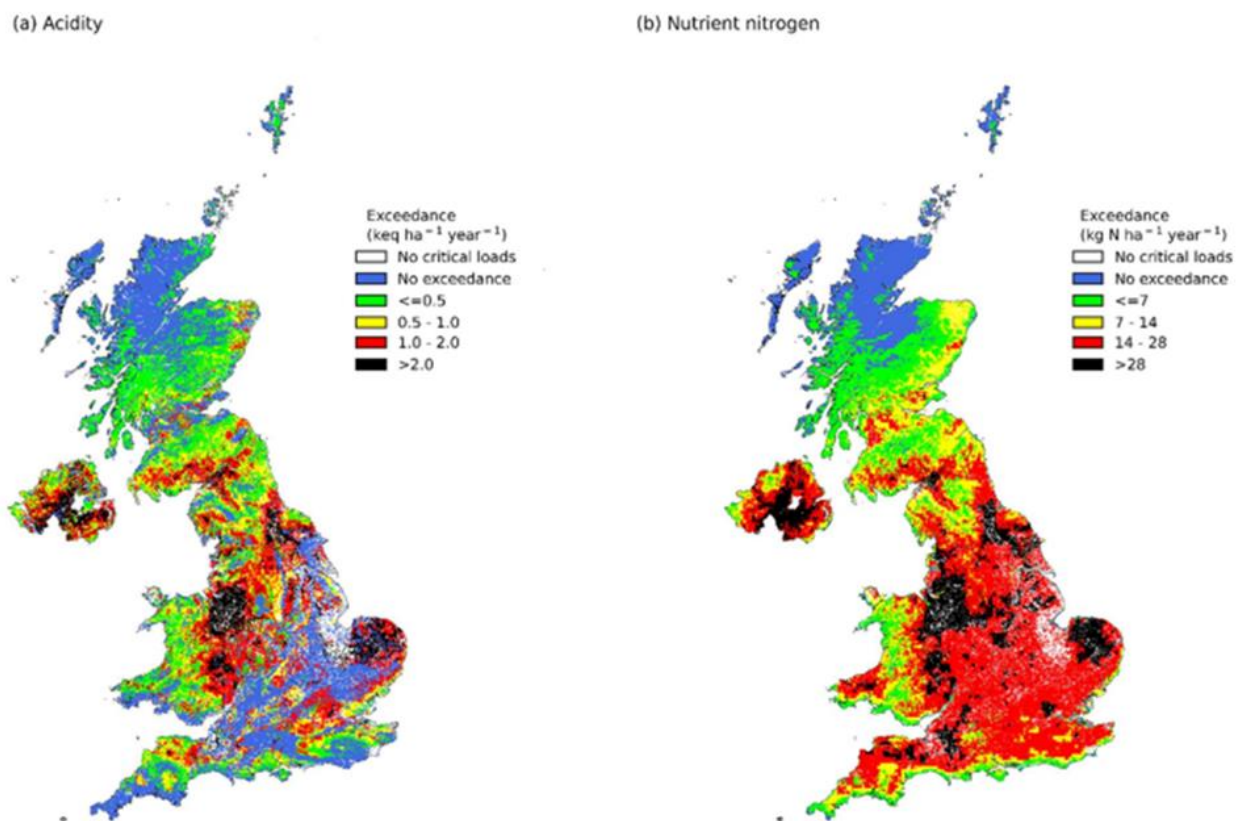 (a) Acidity
Exceedance
(keq ha⁻¹ year⁻¹)
No critical loads
No exceedance
<=0.5
0.5 - 1.0
1.0 - 2.0
>2.0
(b) Nutrient nitrogen
Exceedance
(kg N ha⁻¹ year⁻¹)
No critical loads
No exceedance
<=7
7 - 14
14 - 28
>28